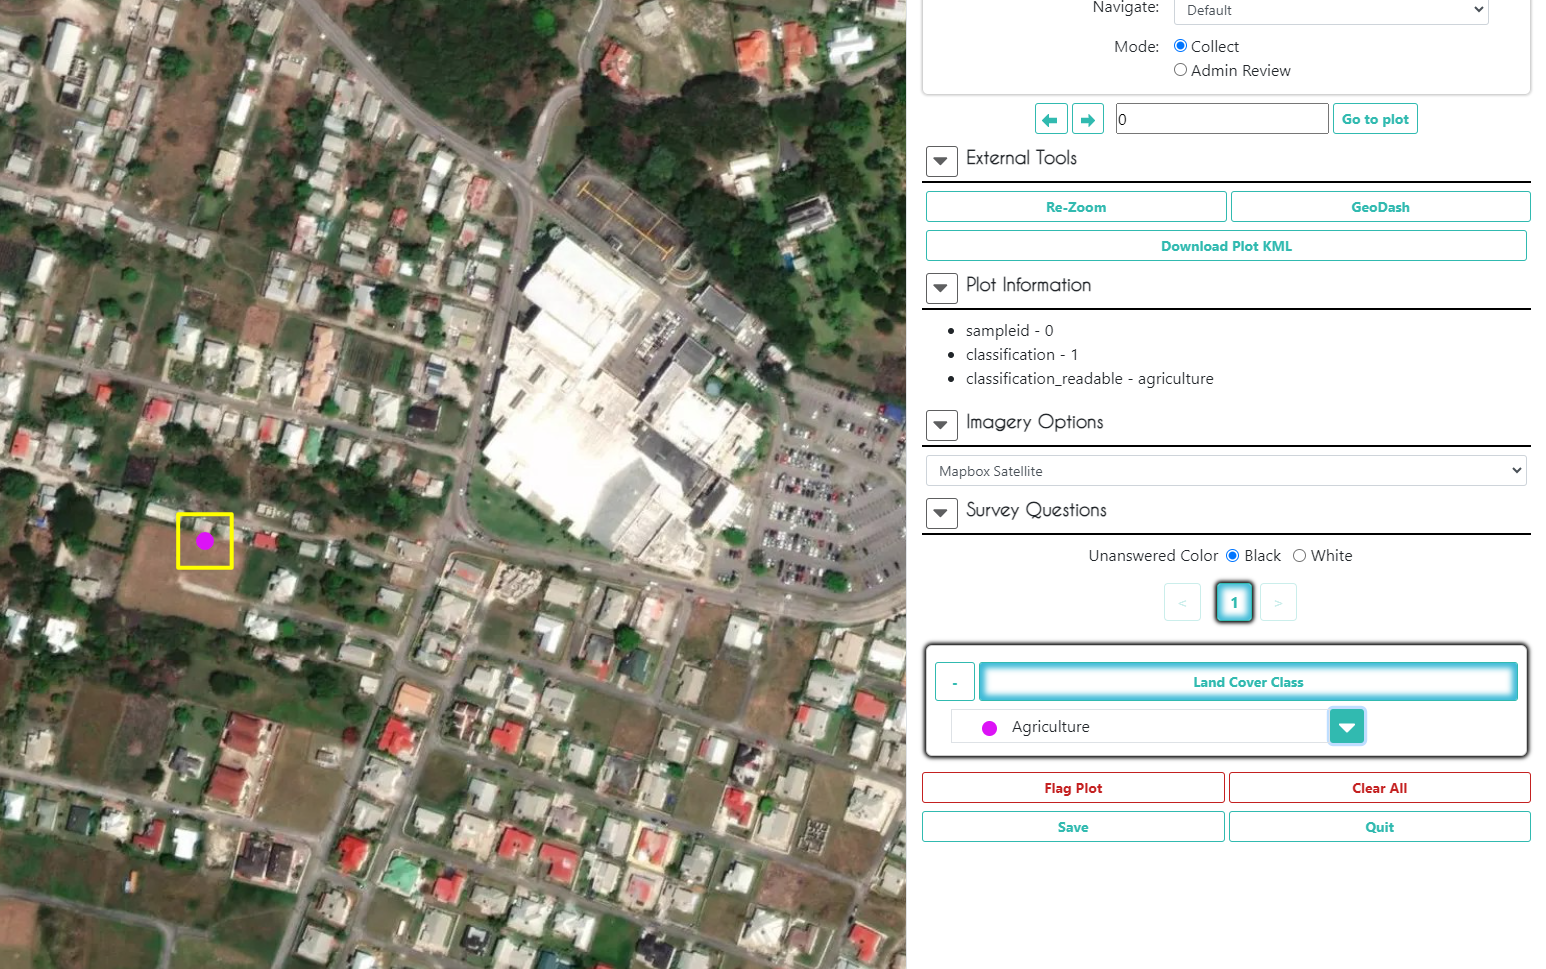 Navigate: Default
Mode: Collect
Admin Review
0 Go to plot
External Tools
Re-Zoom GeoDash
Download Plot KML
Plot Information
sampleid - 0
classification - 1
classification_readable - agriculture
Imagery Options
Mapbox Satellite
Survey Questions
Unanswered Color Black White
< 1 >
- Land Cover Class
Agriculture
Flag Plot Clear All
Save Quit